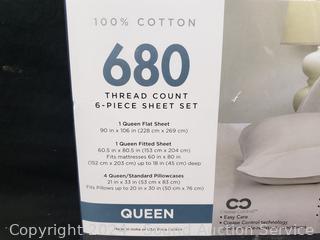 100% COTTON
680
THREAD COUNT
6-PIECE SHEET SET
1 Queen Flat Sheet
90 in x 106 in (228 cm x 269 cm)
1 Queen Fitted Sheet
60.5 in x 80.5 in (153 cm x 204 cm)
Fits mattresses 60 in x 80 in
(152 cm x 203 cm) up to 18 in (45 cm) deep
4 Queen/Standard Pillowcases
21 in x 33 in (53 cm x 83 cm)
Fits Pillows up to 20 in x 30 in (50 cm x 76 cm)
QUEEN
• Easy Care
• Crease Control technology
Copyright
Auction Service